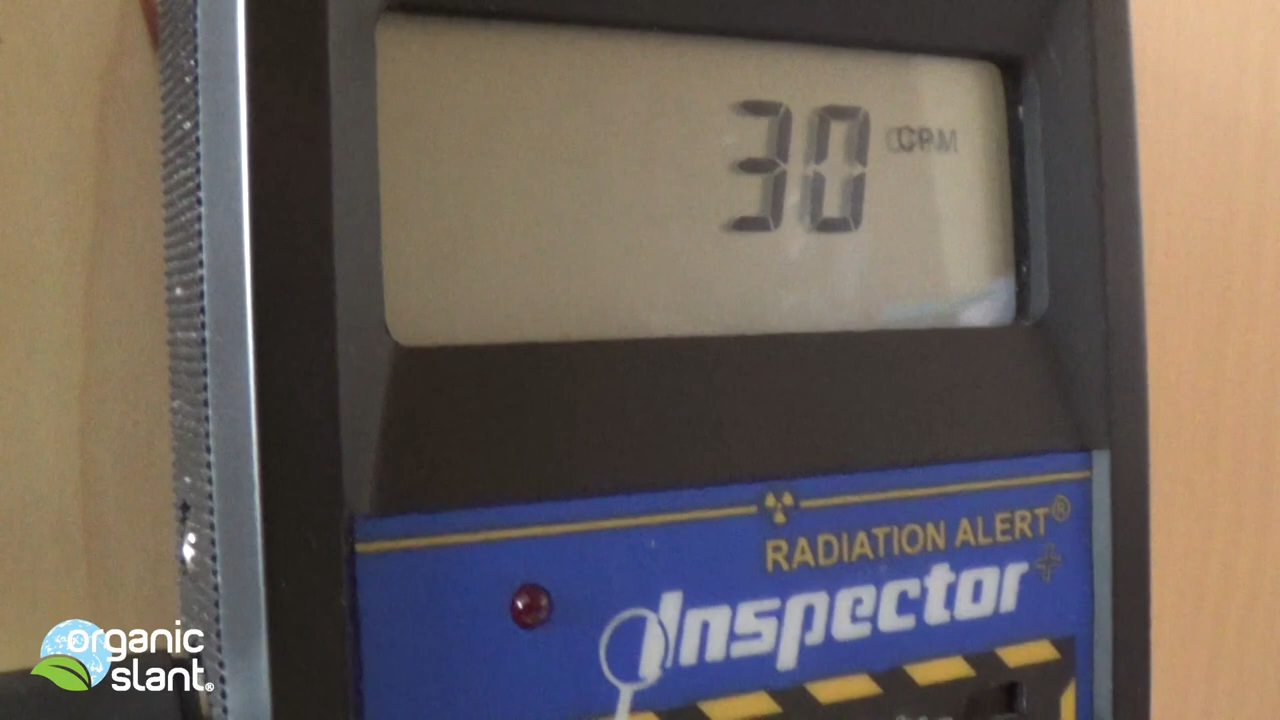 30 CPM
RADIATION ALERT®
Inspector+
organic
slant®